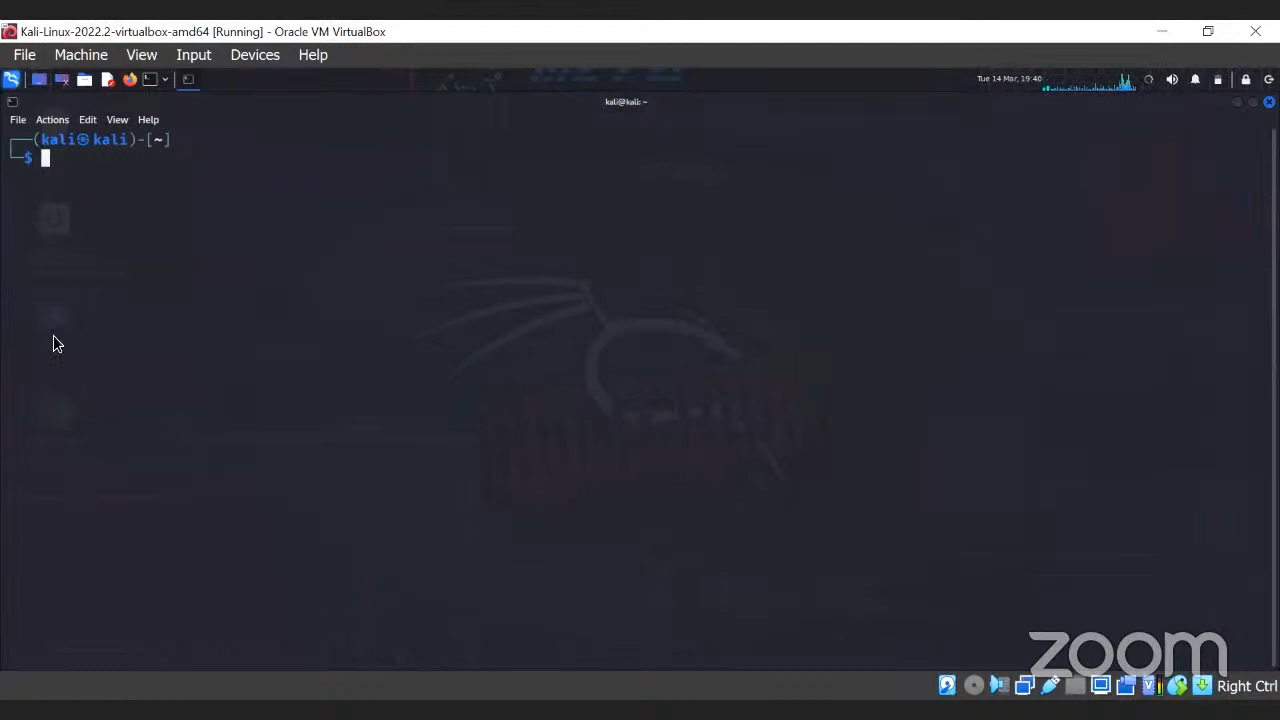 Kali-Linux-2022.2-virtualbox-amd64 [Running] - Oracle VM VirtualBox
File Machine View Input Devices Help
Tue 14 Mar, 19:40
kali@kali: ~
File Actions Edit View Help
┌──(kali㉿kali)-[~]
└─$
zoom
Right Ctrl